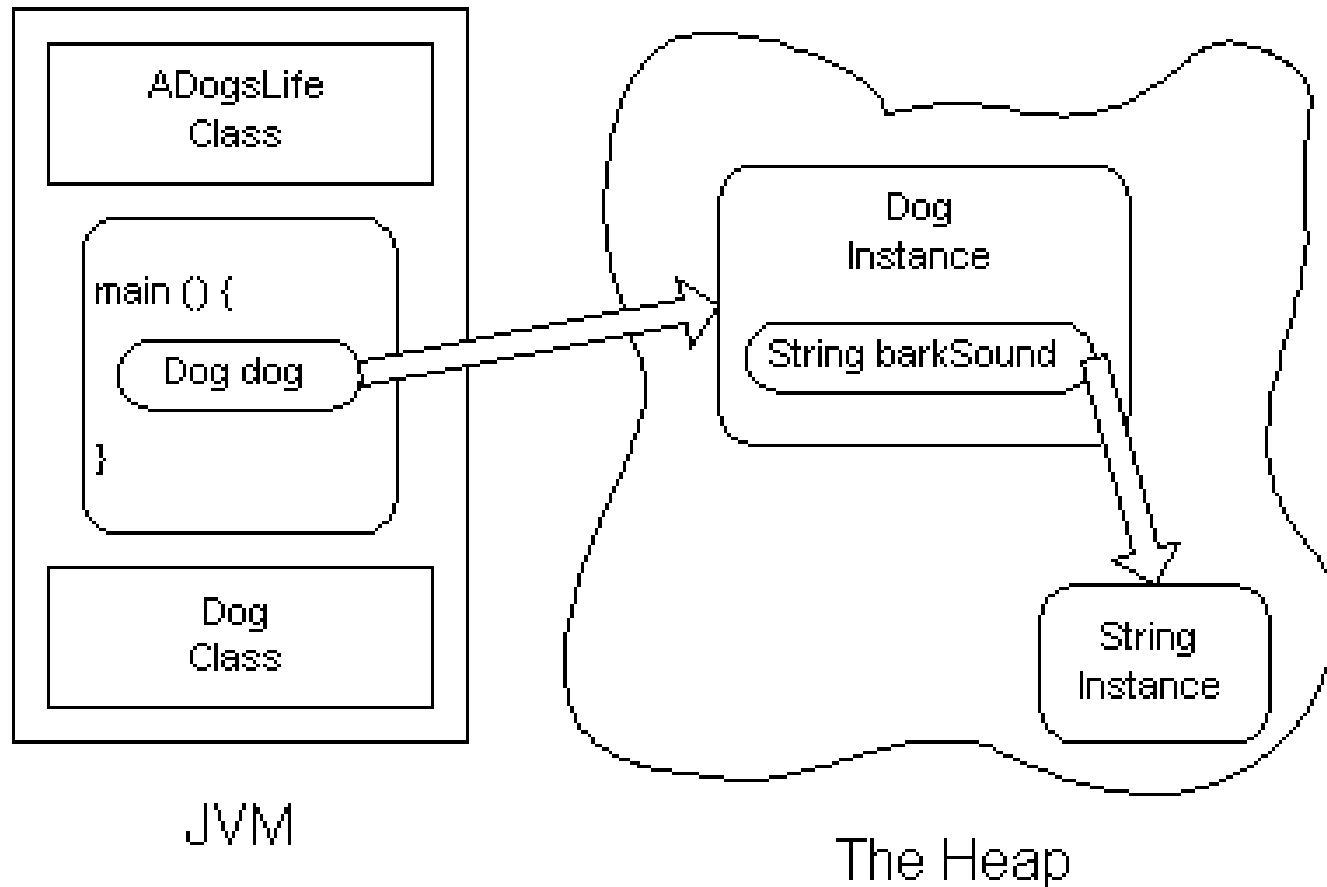 ADogsLife
Class
main () {
Dog dog
}
Dog
Class
JVM
Dog
Instance
String barkSound
String
Instance
The Heap